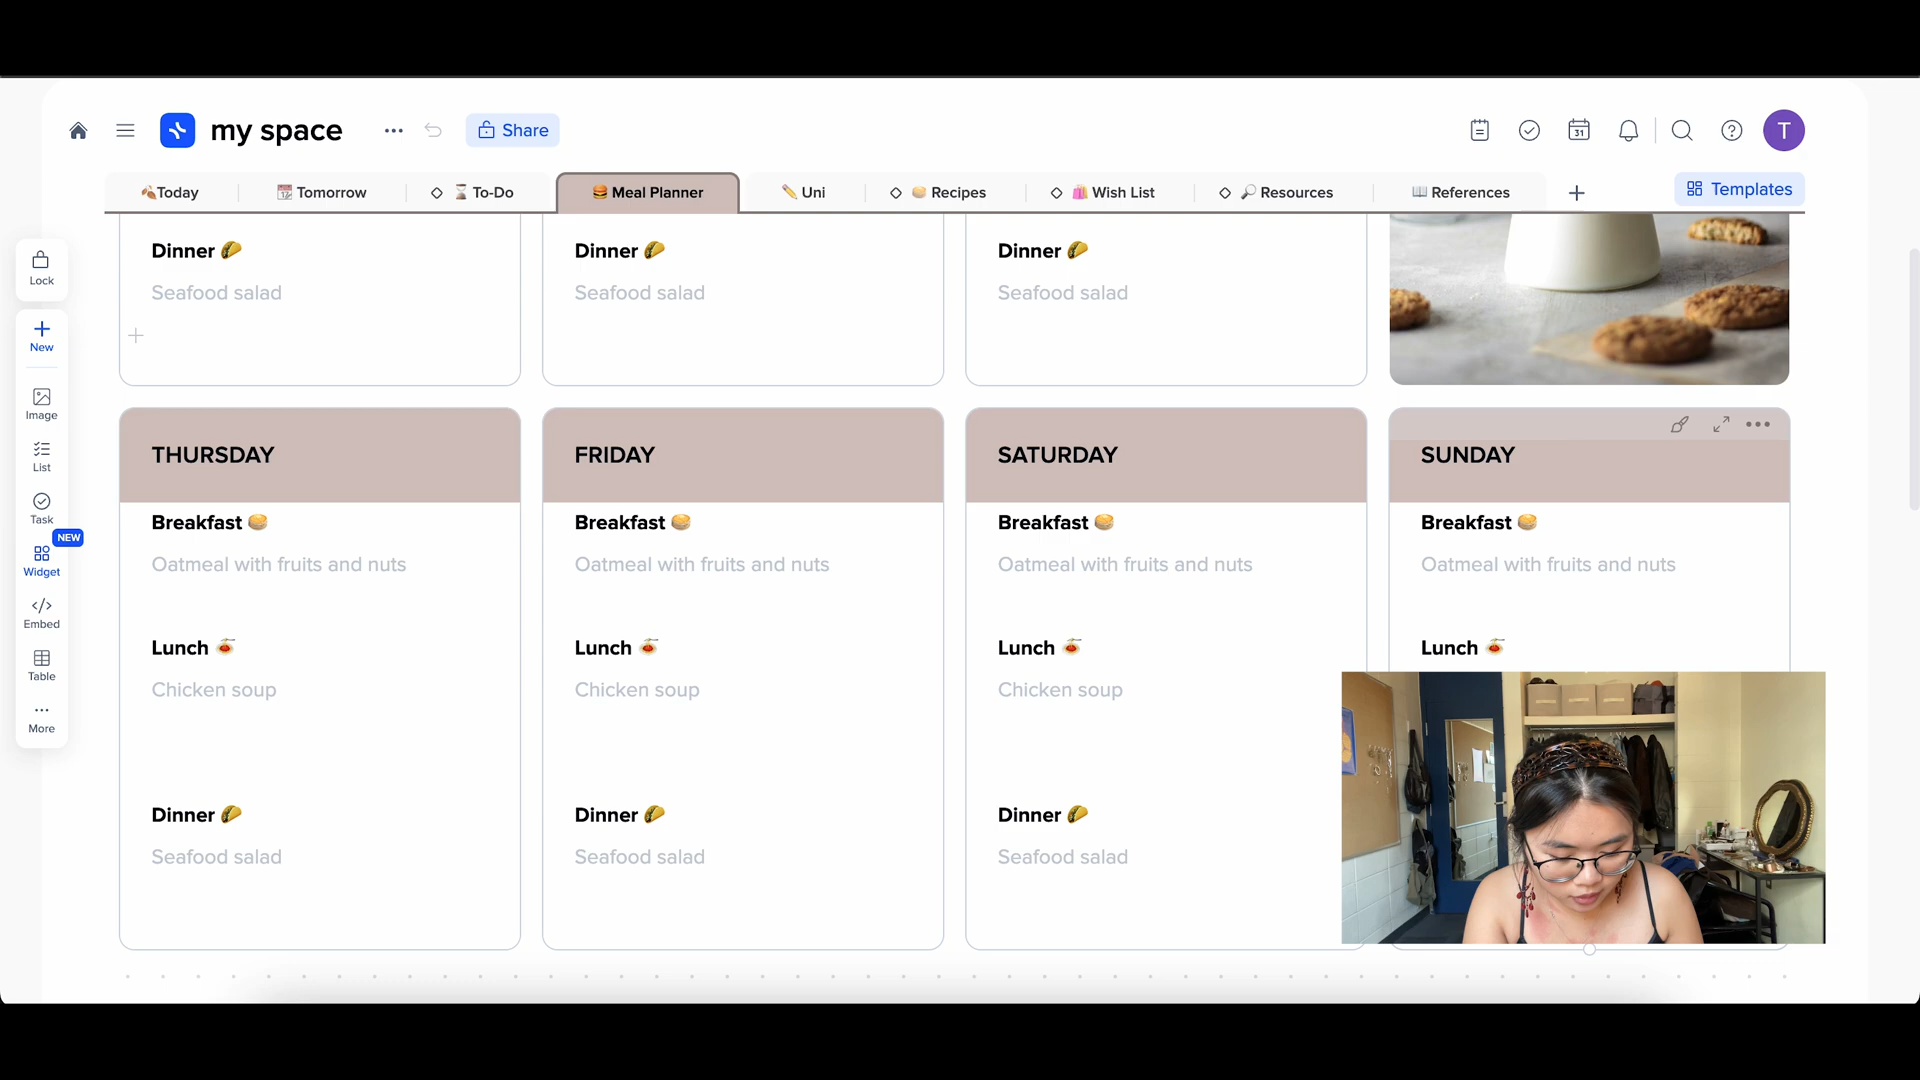 my space
Share
31
T
Today
Tomorrow
To-Do
Meal Planner
Uni
Recipes
Wish List
Resources
References
Templates
Lock
New
Image
List
Task
NEW
Widget
Embed
Table
More
Dinner
Seafood salad
Dinner
Seafood salad
Dinner
Seafood salad
THURSDAY
Breakfast
Oatmeal with fruits and nuts
Lunch
Chicken soup
Dinner
Seafood salad
FRIDAY
Breakfast
Oatmeal with fruits and nuts
Lunch
Chicken soup
Dinner
Seafood salad
SATURDAY
Breakfast
Oatmeal with fruits and nuts
Lunch
Chicken soup
Dinner
Seafood salad
SUNDAY
Breakfast
Oatmeal with fruits and nuts
Lunch